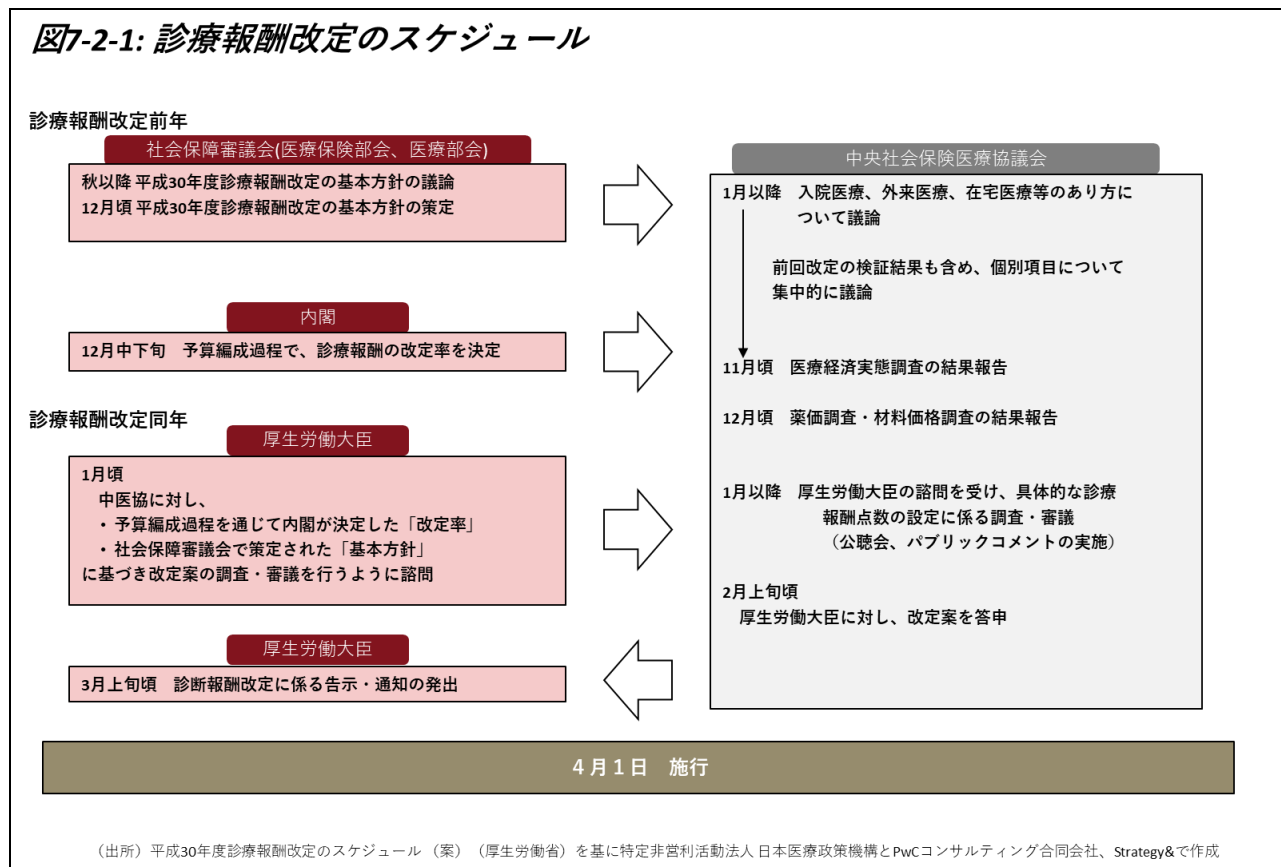 図7-2-1: 診療報酬改定のスケジュール
診療報酬改定前年
社会保障審議会(医療保険部会、医療部会)
秋以降 平成30年度診療報酬改定の基本方針の議論
12月頃 平成30年度診療報酬改定の基本方針の策定
内閣
12月中下旬　予算編成過程で、診療報酬の改定率を決定
診療報酬改定同年
厚生労働大臣
1月頃
中医協に対し、
・予算編成過程を通じて内閣が決定した「改定率」
・社会保障審議会で策定された「基本方針」
に基づき改定案の調査・審議を行うように諮問
厚生労働大臣
3月上旬頃　診断報酬改定に係る告示・通知の発出
中央社会保険医療協議会
1月以降　入院医療、外来医療、在宅医療等のあり方に
ついて議論
前回改定の検証結果も含め、個別項目について
集中的に議論
11月頃　医療経済実態調査の結果報告
12月頃　薬価調査・材料価格調査の結果報告
1月以降　厚生労働大臣の諮問を受け、具体的な診療
報酬点数の設定に係る調査・審議
（公聴会、パブリックコメントの実施）
2月上旬頃
厚生労働大臣に対し、改定案を答申
４月１日　施行
（出所）平成30年度診療報酬改定のスケジュール（案）（厚生労働省）を基に特定非営利活動法人 日本医療政策機構とPwCコンサルティング合同会社、Strategy&で作成